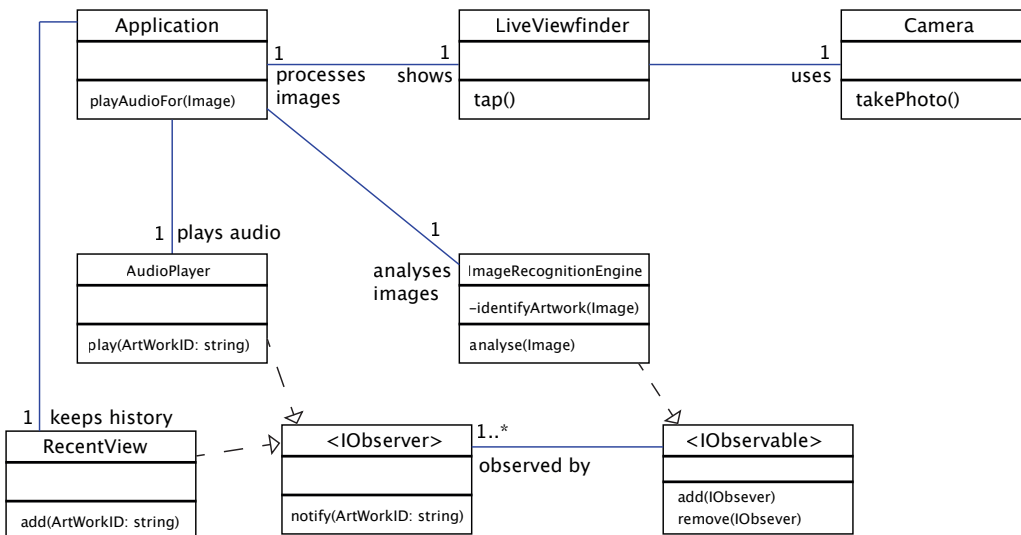 Application
playAudioFor(Image)
1
processes
images
1
shows
LiveViewfinder
tap()
1
uses
Camera
takePhoto()
1 plays audio
AudioPlayer
play(ArtWorkID: string)
1
analyses
images
ImageRecognitionEngine
-identifyArtwork(Image)
analyse(Image)
1 keeps history
RecentView
add(ArtWorkID: string)
<IObserver>
notify(ArtWorkID: string)
1..*
observed by
<IObservable>
add(IObsever)
remove(IObsever)